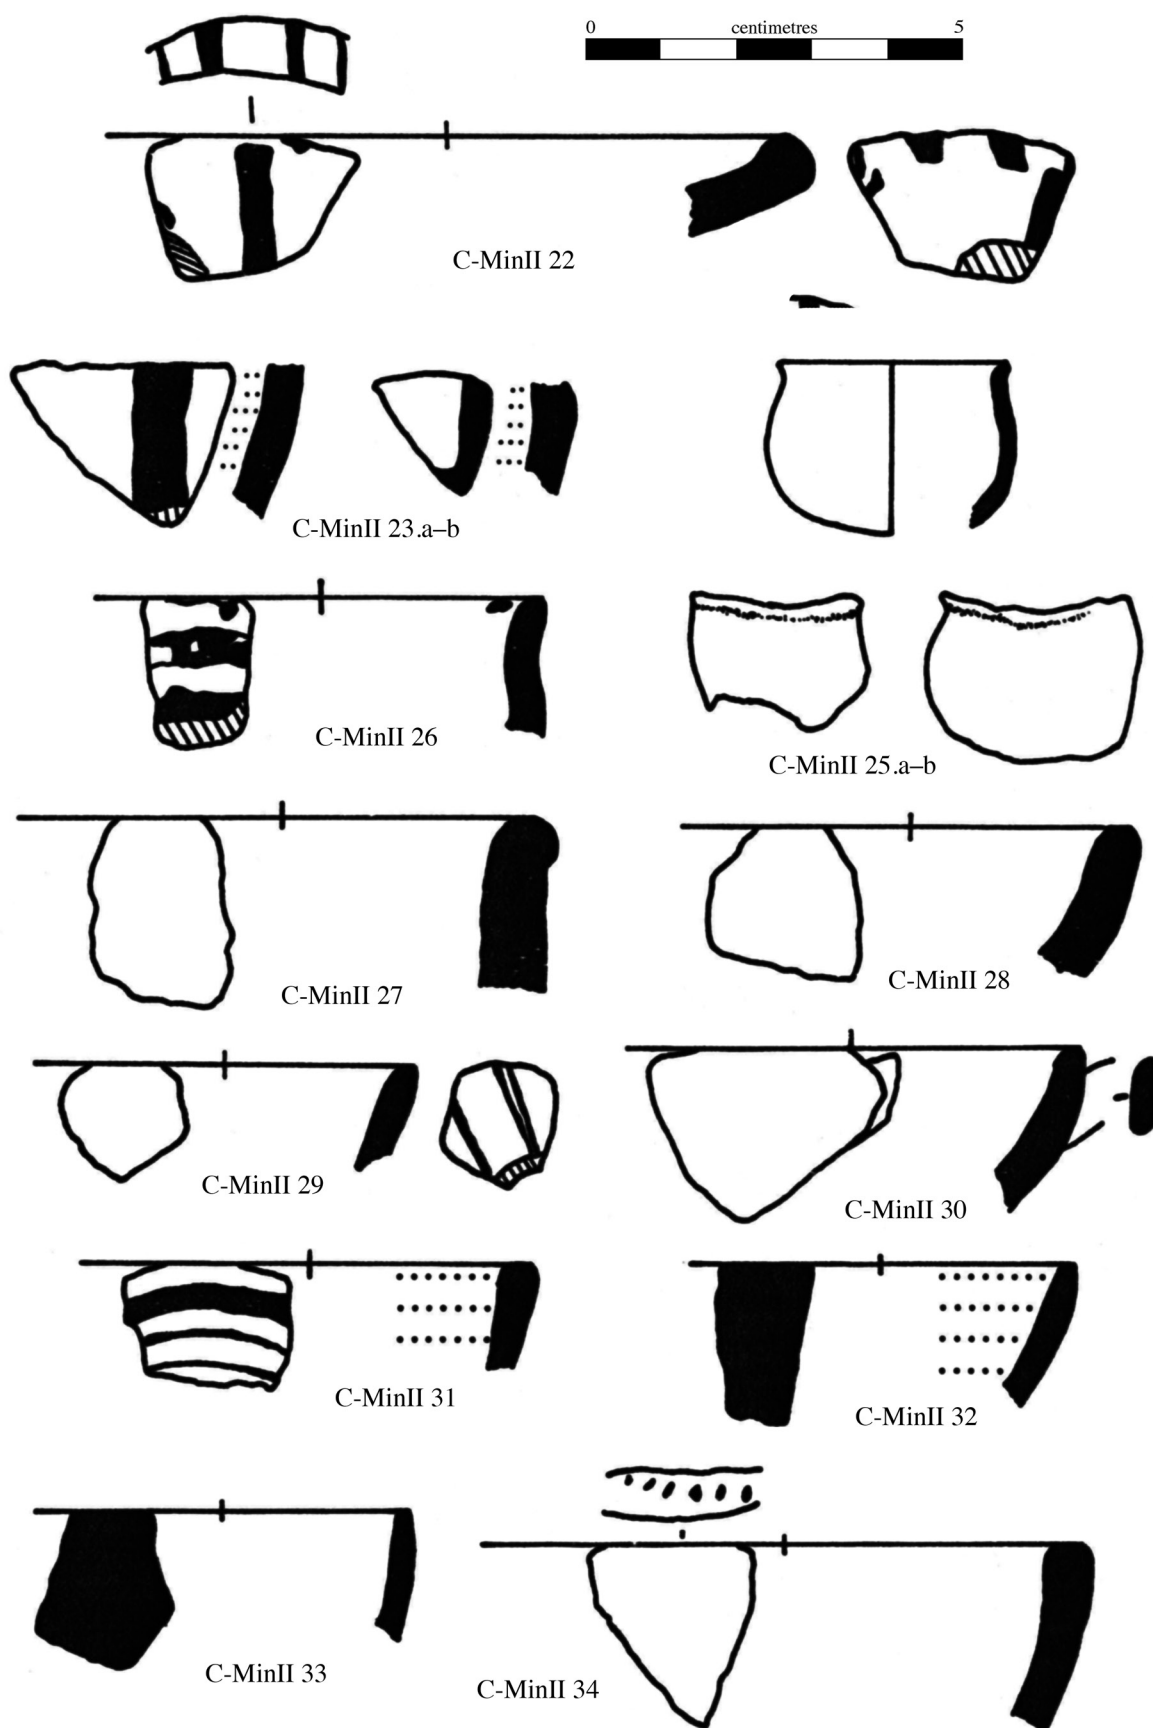 0 centimetres 5
C-MinII 22
C-MinII 23.a–b
C-MinII 26
C-MinII 25.a–b
C-MinII 27
C-MinII 28
C-MinII 29
C-MinII 30
C-MinII 31
C-MinII 32
C-MinII 33
C-MinII 34